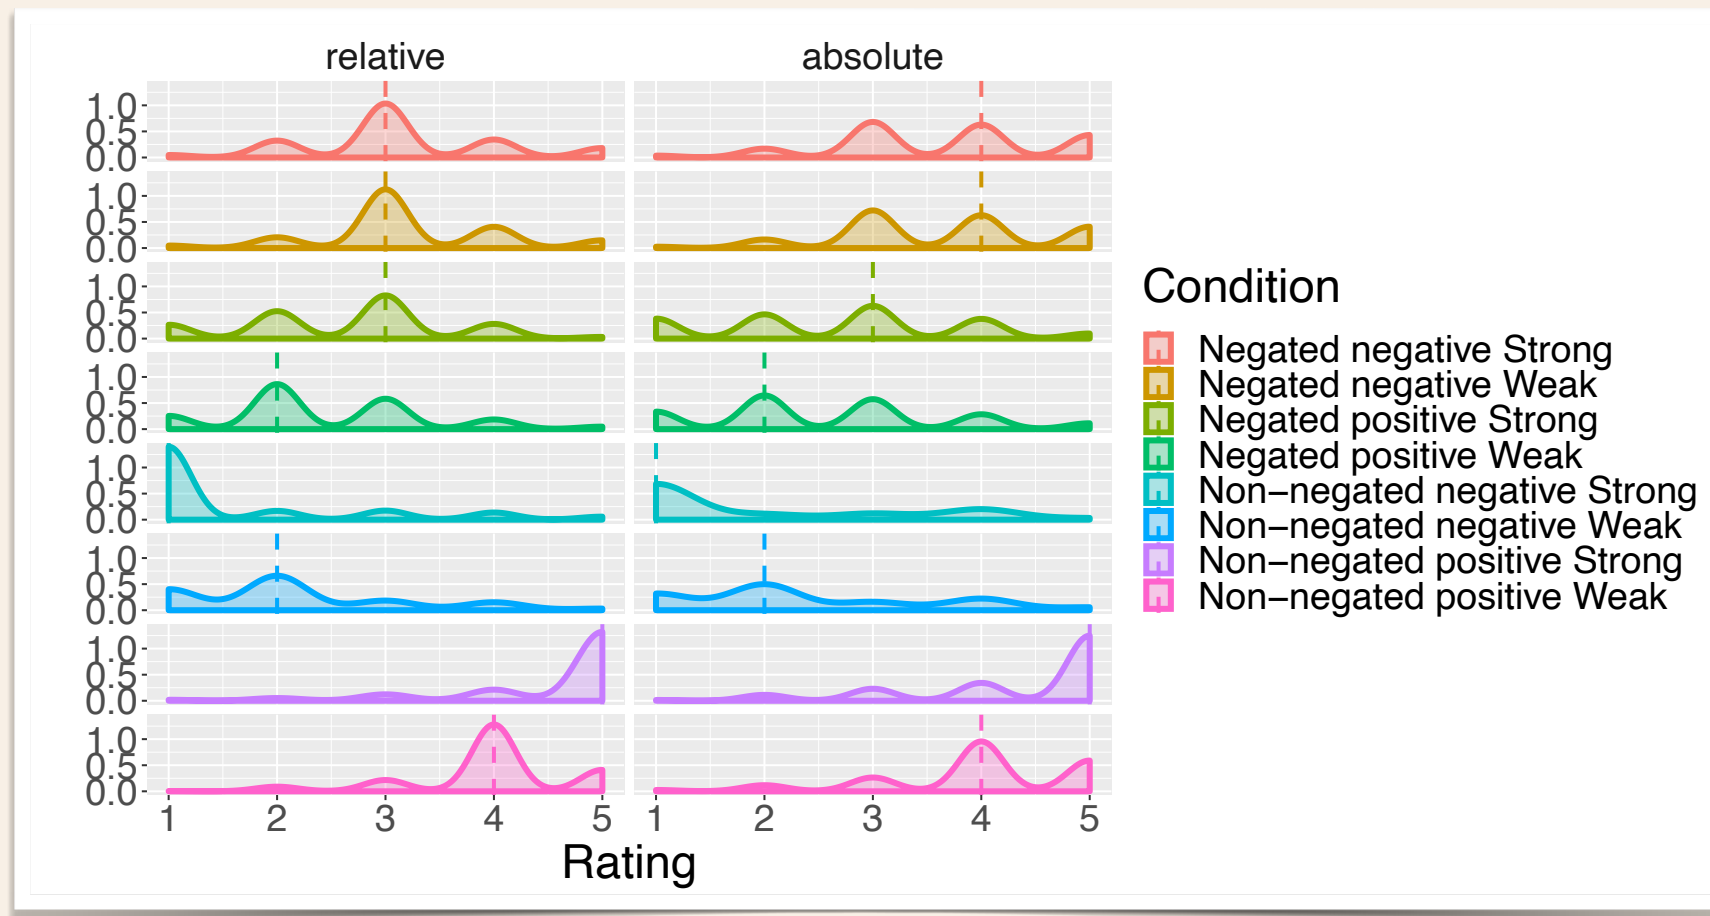 relative absolute
1.0
0.5
0.0
1.0
0.5
0.0
1.0
0.5
0.0
1.0
0.5
0.0
1.0
0.5
0.0
1.0
0.5
0.0
1.0
0.5
0.0
1.0
0.5
0.0
1 2 3 4 5 1 2 3 4 5
Rating
Condition
Negated negative Strong
Negated negative Weak
Negated positive Strong
Negated positive Weak
Non−negated negative Strong
Non−negated negative Weak
Non−negated positive Strong
Non−negated positive Weak